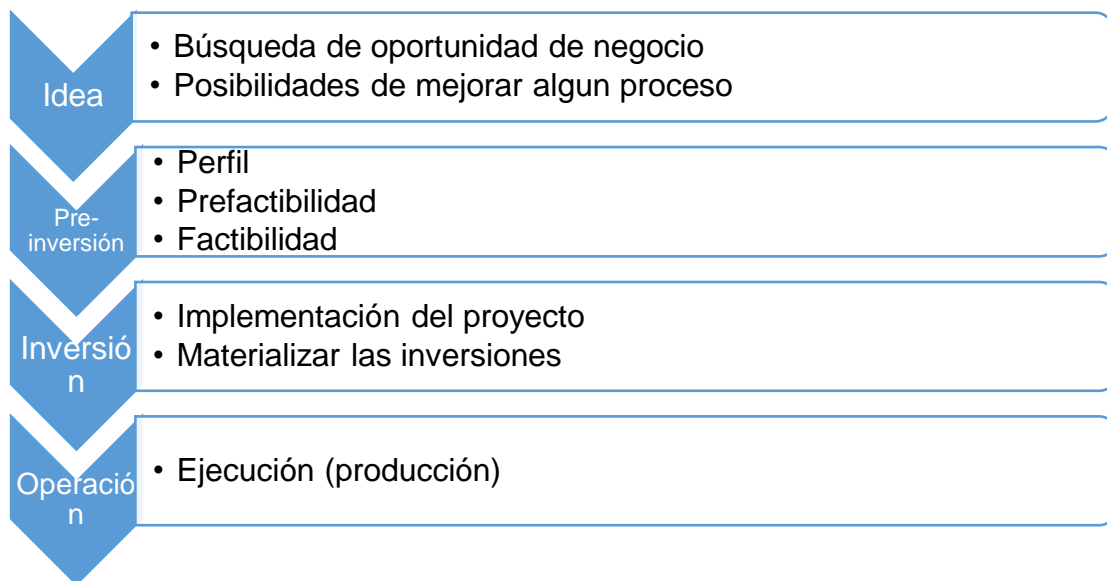 Idea
• Búsqueda de oportunidad de negocio
• Posibilidades de mejorar algun proceso
Pre-
inversión
• Perfil
• Prefactibilidad
• Factibilidad
Inversió
n
• Implementación del proyecto
• Materializar las inversiones
Operació
n
• Ejecución (producción)